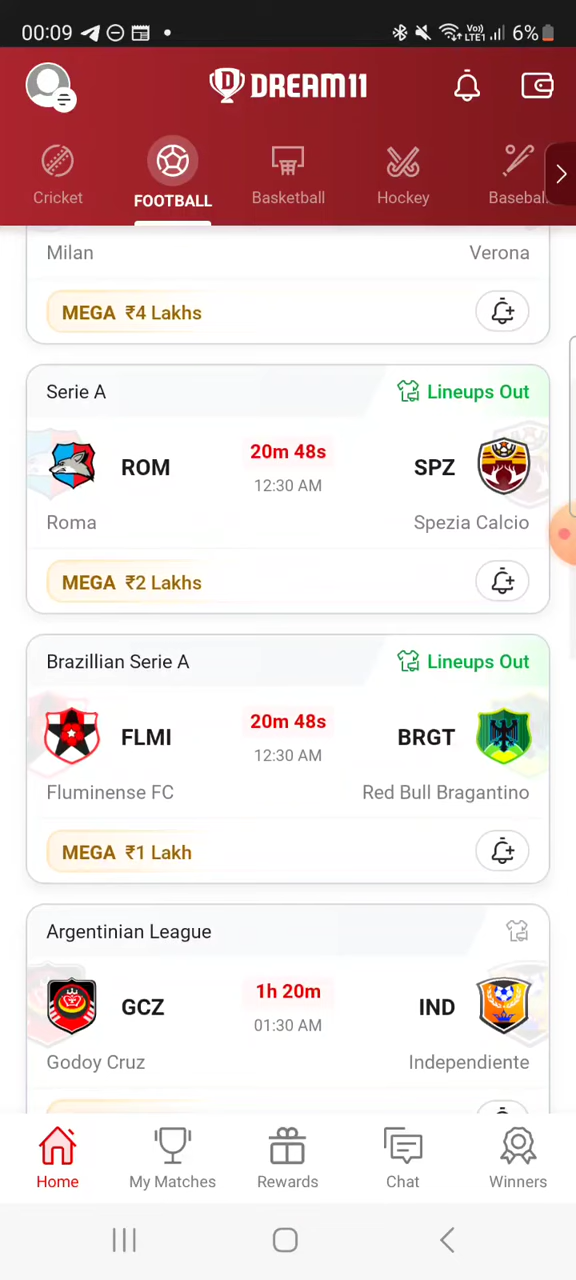 00:09 Vo) LTE1 6%
DREAM11
Cricket FOOTBALL Basketball Hockey Basebal
Milan Verona
MEGA ₹4 Lakhs
Serie A Lineups Out
ROM 20m 48s SPZ
12:30 AM
Roma Spezia Calcio
MEGA ₹2 Lakhs
Brazillian Serie A Lineups Out
FLMI 20m 48s BRGT
12:30 AM
Fluminense FC Red Bull Bragantino
MEGA ₹1 Lakh
Argentinian League
GCZ 1h 20m IND
01:30 AM
Godoy Cruz Independiente
Home My Matches Rewards Chat Winners